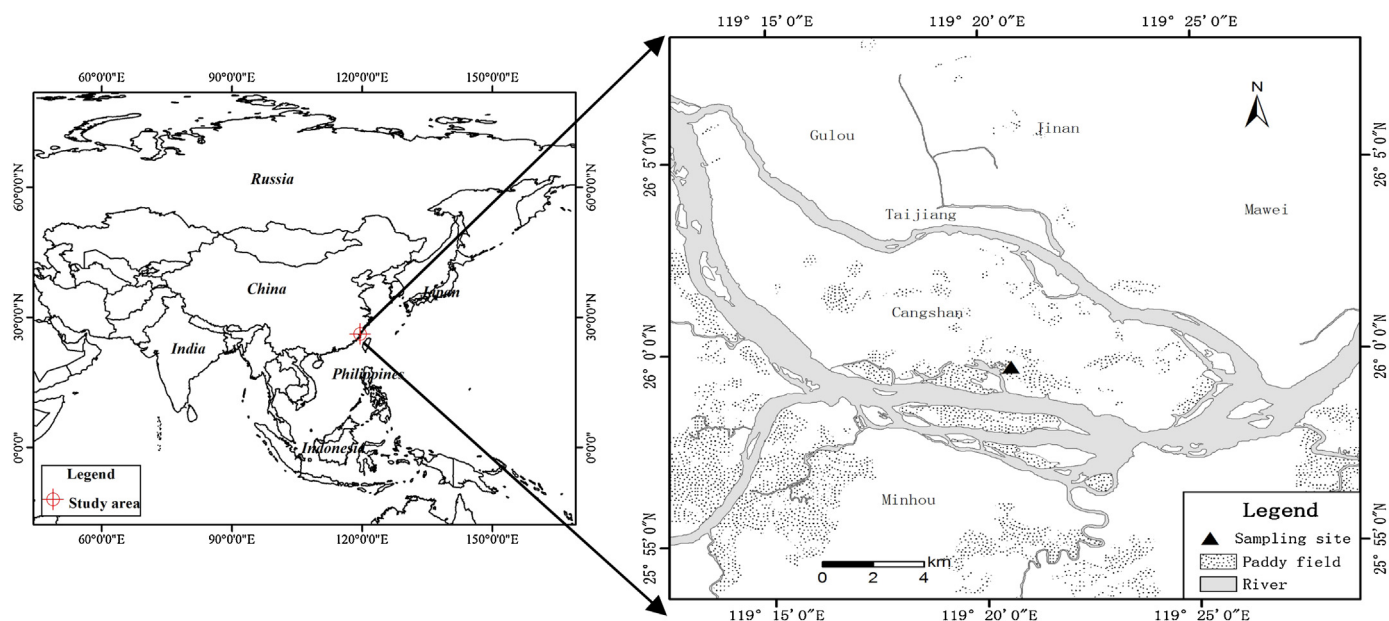 60°0'0"E 90°0'0"E 120°0'0"E 150°0'0"E
60°0'0"N
30°0'0"N
0°0'0"
60°0'0"N
30°0'0"N
0°0'0"
Russia
China
Japan
India
Philippines
Indonesia
Legend
Study area
60°0'0"E 90°0'0"E 120°0'0"E 150°0'0"E
119° 15′ 0″E 119° 20′ 0″E 119° 25′ 0″E
26° 5′ 0″N
26° 0′ 0″N
25° 55′ 0″N
26° 5′ 0″N
26° 0′ 0″N
25° 55′ 0″N
N
Gulou
Jinan
Taijiang
Mawei
Cangshan
Minhou
km
0 2 4
Legend
Sampling site
Paddy field
River
119° 15′ 0″E 119° 20′ 0″E 119° 25′ 0″E